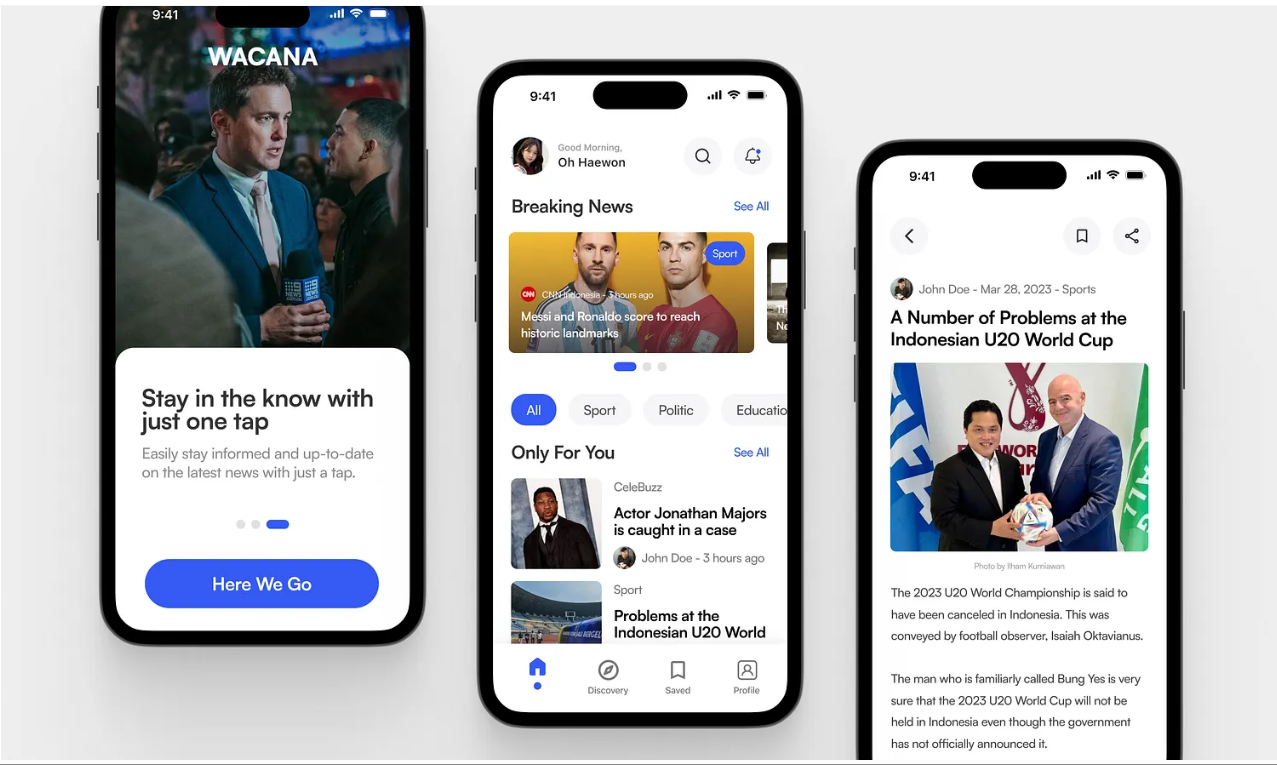 9:41
WACANA
NEWS
Stay in the know with
just one tap
Easily stay informed and up-to-date
on the latest news with just a tap.
Here We Go
9:41
Good Morning,
Oh Haewon
Breaking News
See All
Sport
CNN
CNN Indonesia - 3 hours ago
Messi and Ronaldo score to reach
historic landmarks
All
Sport
Politic
Educatio
Only For You
See All
CeleBuzz
Actor Jonathan Majors
is caught in a case
John Doe - 3 hours ago
Sport
Problems at the
Indonesian U20 World
Discovery
Saved
Profile
9:41
John Doe - Mar 28, 2023 - Sports
A Number of Problems at the
Indonesian U20 World Cup
FIFA
Photo by Ilham Kurniawan
The 2023 U20 World Championship is said to
have been canceled in Indonesia. This was
conveyed by football observer, Isaiah Oktavianus.
The man who is familiarly called Bung Yes is very
sure that the 2023 U20 World Cup will not be
held in Indonesia even though the government
has not officially announced it.